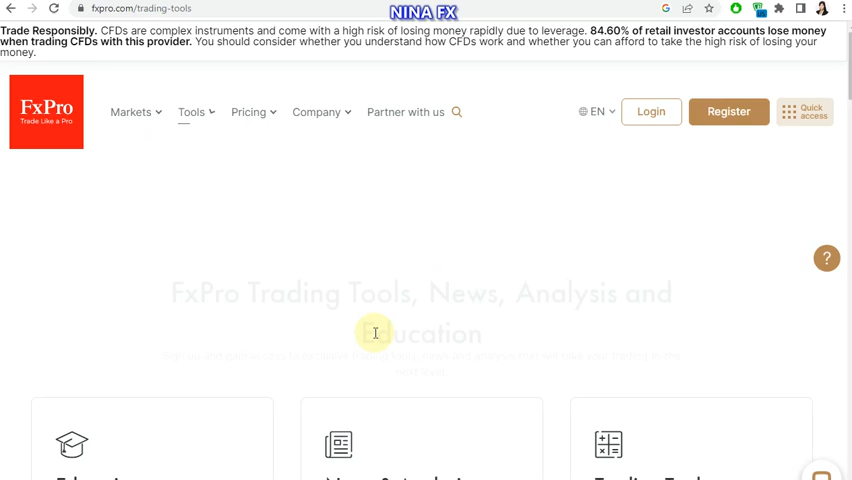 fxpro.com/trading-tools
NINA FX
Trade Responsibly. CFDs are complex instruments and come with a high risk of losing money rapidly due to leverage. 84.60% of retail investor accounts lose money
when trading CFDs with this provider. You should consider whether you understand how CFDs work and whether you can afford to take the high risk of losing your
money.
FxPro
Trade Like a Pro
Markets
Tools
Pricing
Company
Partner with us
EN
Login
Register
Quick
access
?
FxPro Trading Tools, News, Analysis and
Education